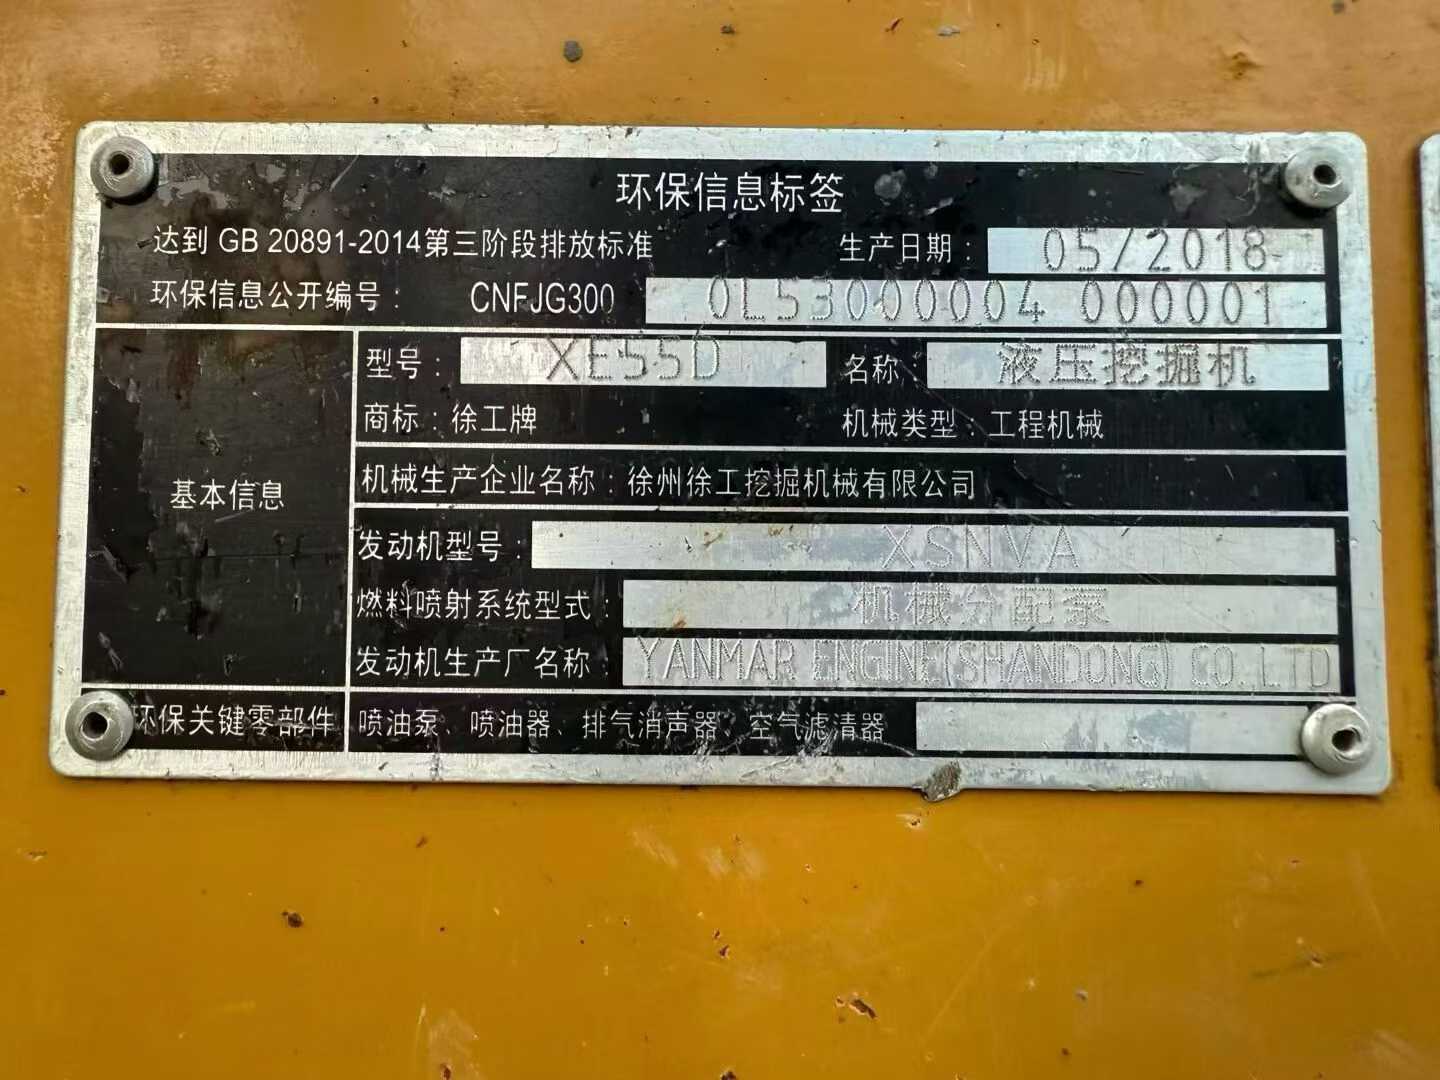 环保信息标签
达到 GB 20891-2014第三阶段排放标准 生产日期: 05/2018
环保信息公开编号: CNFJG300 0L53000004 000001
型号: XE55D 名称: 液压挖掘机
商标:徐工牌 机械类型:工程机械
基本信息
机械生产企业名称:徐州徐工挖掘机械有限公司
发动机型号: XSNVA
燃料喷射系统型式: 机械分配泵
发动机生产厂名称: YANMAR ENGINE(SHANDONG) CO.LTD
环保关键零部件 喷油泵、喷油器、排气消声器、空气滤清器